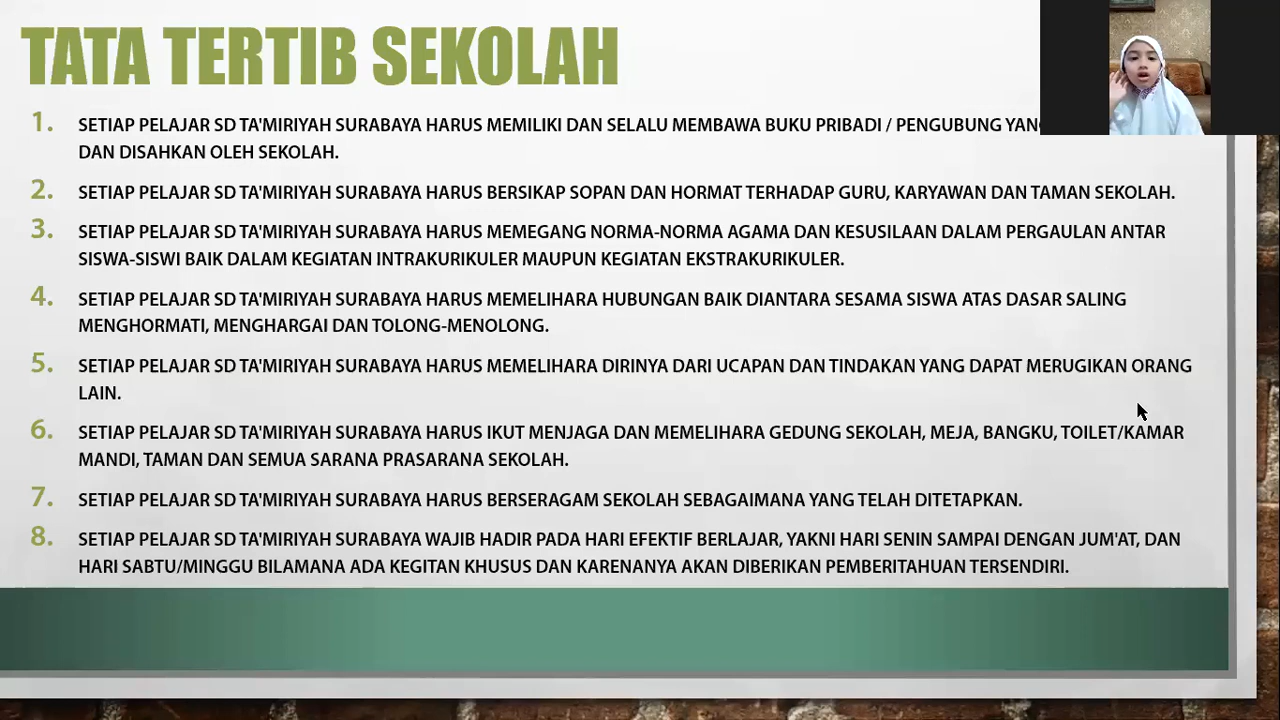 TATA TERTIB SEKOLAH
1. SETIAP PELAJAR SD TA'MIRIYAH SURABAYA HARUS MEMILIKI DAN SELALU MEMBAWA BUKU PRIBADI / PENGUBUNG
DAN DISAHKAN OLEH SEKOLAH.
2. SETIAP PELAJAR SD TA'MIRIYAH SURABAYA HARUS BERSIKAP SOPAN DAN HORMAT TERHADAP GURU, KARYAWAN DAN TAMAN SEKOLAH.
3. SETIAP PELAJAR SD TA'MIRIYAH SURABAYA HARUS MEMEGANG NORMA-NORMA AGAMA DAN KESUSILAAN DALAM PERGAULAN ANTAR
SISWA-SISWI BAIK DALAM KEGIATAN INTRAKURIKULER MAUPUN KEGIATAN EKSTRAKURIKULER.
4. SETIAP PELAJAR SD TA'MIRIYAH SURABAYA HARUS MEMELIHARA HUBUNGAN BAIK DIANTARA SESAMA SISWA ATAS DASAR SALING
MENGHORMATI, MENGHARGAI DAN TOLONG-MENOLONG.
5. SETIAP PELAJAR SD TA'MIRIYAH SURABAYA HARUS MEMELIHARA DIRINYA DARI UCAPAN DAN TINDAKAN YANG DAPAT MERUGIKAN ORANG
LAIN.
6. SETIAP PELAJAR SD TA'MIRIYAH SURABAYA HARUS IKUT MENJAGA DAN MEMELIHARA GEDUNG SEKOLAH, MEJA, BANGKU, TOILET/KAMAR
MANDI, TAMAN DAN SEMUA SARANA PRASARANA SEKOLAH.
7. SETIAP PELAJAR SD TA'MIRIYAH SURABAYA HARUS BERSERAGAM SEKOLAH SEBAGAIMANA YANG TELAH DITETAPKAN.
8. SETIAP PELAJAR SD TA'MIRIYAH SURABAYA WAJIB HADIR PADA HARI EFEKTIF BERLAJAR, YAKNI HARI SENIN SAMPAI DENGAN JUM'AT, DAN
HARI SABTU/MINGGU BILAMANA ADA KEGITAN KHUSUS DAN KARENANYA AKAN DIBERIKAN PEMBERITAHUAN TERSENDIRI.